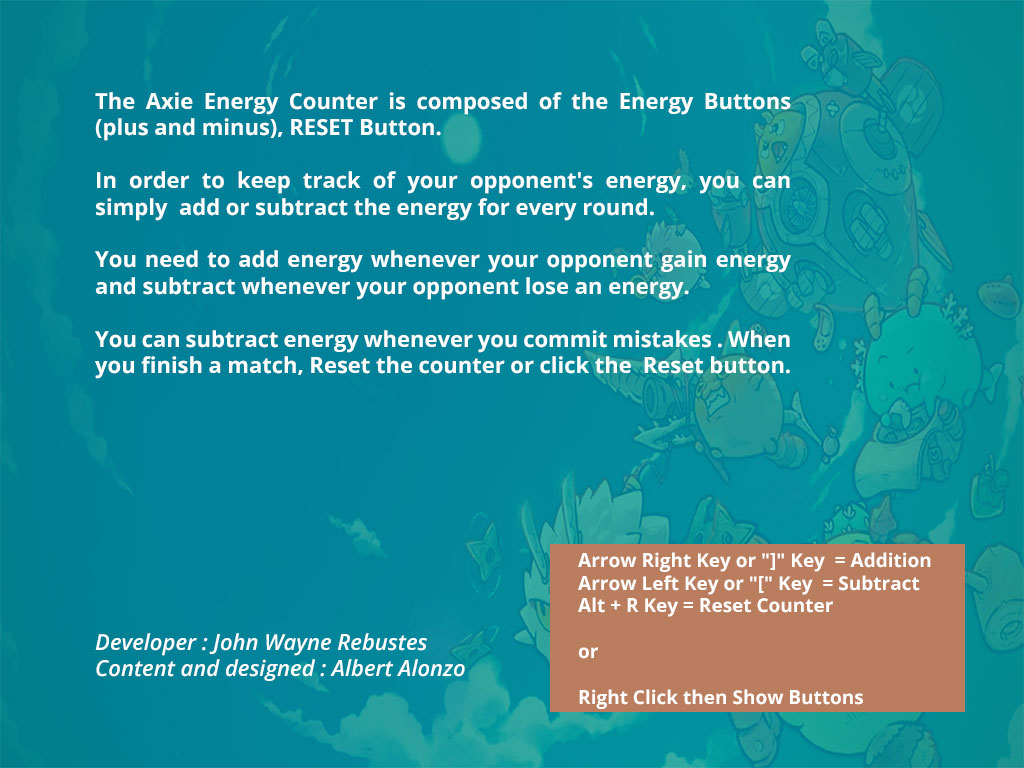 The Axie Energy Counter is composed of the Energy Buttons
(plus and minus), RESET Button.
In order to keep track of your opponent's energy, you can
simply add or subtract the energy for every round.
You need to add energy whenever your opponent gain energy
and subtract whenever your opponent lose an energy.
You can subtract energy whenever you commit mistakes . When
you finish a match, Reset the counter or click the Reset button.
Arrow Right Key or "]" Key = Addition
Arrow Left Key or "[" Key = Subtract
Alt + R Key = Reset Counter
or
Right Click then Show Buttons
Developer : John Wayne Rebustes
Content and designed : Albert Alonzo